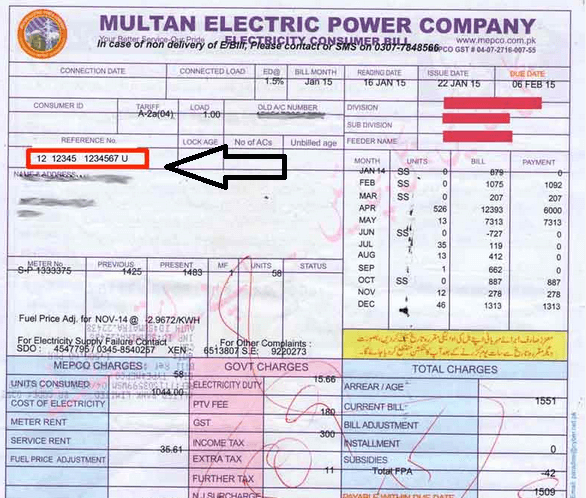 MULTAN ELECTRIC POWER COMPANY
Your Better Service-Our Pride
ELECTRICITY CONSUMER BILL
www.mepco.com.pk
In case of non delivery of E/Bill, Please contact or SMS on 0307-7848566
MEPCO GST # 04-07-2716-007-55
CONNECTION DATE CONNECTED LOAD ED@ BILL MONTH READING DATE ISSUE DATE DUE DATE
1.5% Jan 15 16 JAN 15 22 JAN 15 06 FEB 15
CONSUMER ID TARIFF LOAD OLD A/C NUMBER DIVISION
A-2a(04) 1.00
SUB DIVISION
REFERENCE No. LOCK AGE No of ACs Unbilled age FEEDER NAME
12 12345 1234567 U
NAME & ADDRESS
MONTH UNITS BILL PAYMENT
JAN 14 SS 0 879 0
FEB SS 0 1075 1092
MAR SS 0 207 207
APR 526 12393 6000
MAY 13 7313 7313
JUN SS 0 -727 0
JUL 35 119 0
AUG 13 412 0
SEP 1 662 0
OCT SS 0 887 887
NOV 12 278 278
DEC 46 1313 1313
METER No PREVIOUS PRESENT MF UNITS STATUS
S-P 1333375 1425 1483 1 58
Fuel Price Adj. for NOV-14 @ -2.9672/KWH
For Electricity Supply Failure Contact : For Other Complaints :
SDO : 4547795 / 0345-8540257 XEN 6513807 S.E; 9220273
MEPCO CHARGES GOVT CHARGES TOTAL CHARGES
UNITS CONSUMED 58
COST OF ELECTRICITY 1044.00
METER RENT
SERVICE RENT
FUEL PRICE ADJUSTMENT -35.61
ELECTRICITY DUTY 15.66
PTV FEE
GST 180
INCOME TAX 300
EXTRA TAX
FURTHER TAX 11
N.J SURCHARGE
ARREAR / AGE
CURRENT BILL 1551
BILL ADJUSTMENT
INSTALLMENT 0
SUBSIDIES
Total FPA -42
PAYABLE WITHIN DUE DATE 1509